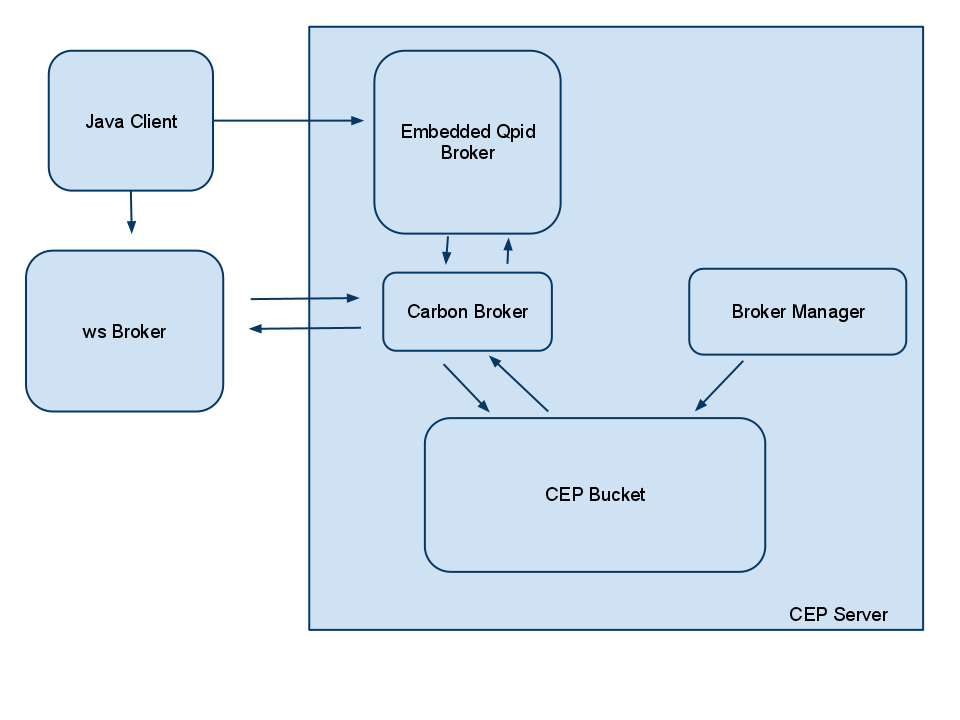 Java Client
Embedded Qpid
Broker
ws Broker
Carbon Broker
Broker Manager
CEP Bucket
CEP Server